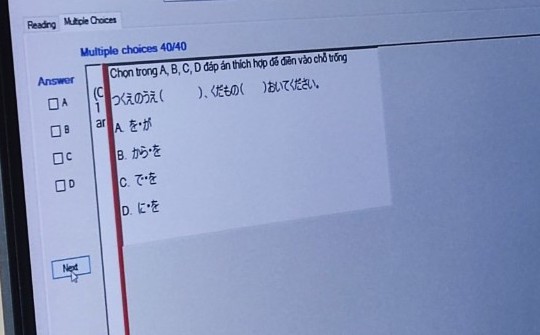 Reading
Multiple Choices
Multiple choices 40/40
Answer
A
B
C
D
(C
1
ar
Chọn trong A, B, C, D đáp án thích hợp để điền vào chỗ trống
つくえのうえ( )、くだもの( )おいてください。
A. を・が
B. から・を
C. で・を
D. に・を
Next